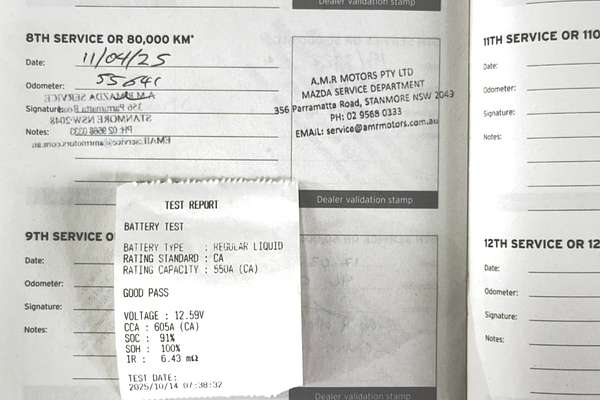 Dealer validation stamp
8TH SERVICE OR 80,000 KM*
Date: 11/04/25
Odometer: 55641
Signature:
Notes:
A.M.R MOTORS PTY LTD
MAZDA SERVICE DEPARTMENT
356 Parramatta Road, STANMORE NSW 2049
PH: 02 9568 0333
EMAIL: service@amrmotors.com.au
Dealer validation stamp
9TH SERVICE O
Date:
Odometer:
Signature:
Notes:
TEST REPORT
BATTERY TEST
BATTERY TYPE : REGULAR LIQUID
RATING STANDARD : CA
RATING CAPACITY : 550A (CA)
GOOD PASS
VOLTAGE : 12.59V
CCA : 605A (CA)
SOC : 91%
SOH : 100%
IR : 6.43 mΩ
TEST DATE:
2025/10/14 07:38:32
Dealer validation stamp
11TH SERVICE OR 110
Date:
Odometer:
Signature:
Notes:
12TH SERVICE OR 12
Date:
Odometer:
Signature:
Notes: